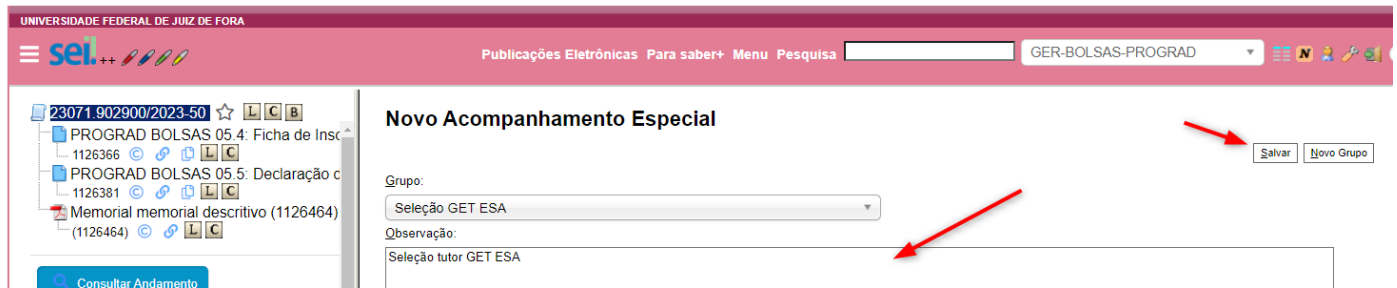 UNIVERSIDADE FEDERAL DE JUIZ DE FORA
sei. ++ Publicações Eletrônicas Para saber+ Menu Pesquisa GER-BOLSAS-PROGRAD N
23071.902900/2023-50 L C B
PROGRAD BOLSAS 05.4: Ficha de Insc
1126366 © L C
PROGRAD BOLSAS 05.5: Declaração c
1126381 © L C
Memorial memorial descritivo (1126464)
(1126464) © L C
Consultar Andamento
Novo Acompanhamento Especial
Salvar Novo Grupo
Grupo:
Seleção GET ESA
Observação:
Seleção tutor GET ESA